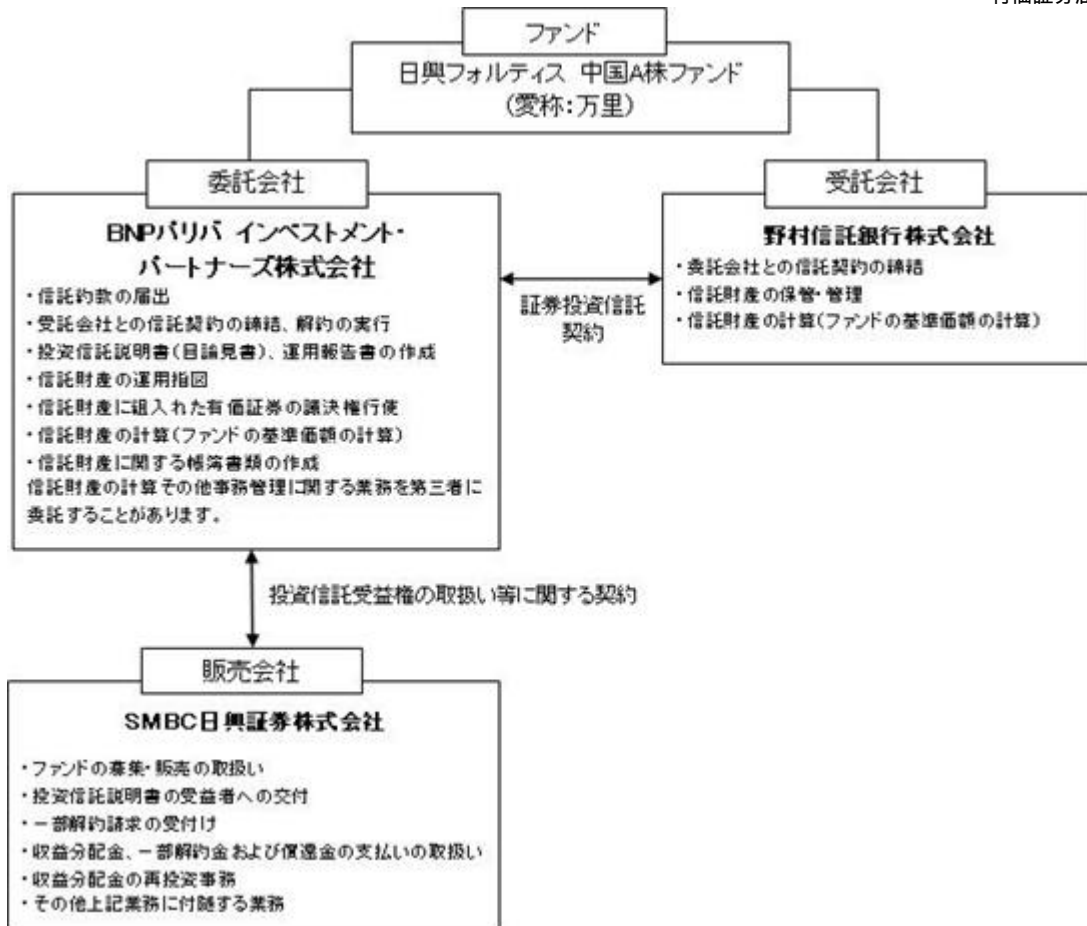 ファンド
日興フォルティス 中国A株ファンド
(愛称:万里)
委託会社
BNPパリバ インベストメント・
パートナーズ株式会社
・信託約款の届出
・受託会社との信託契約の締結、解約の実行
・投資信託説明書(目論見書)、運用報告書の作成
・信託財産の運用指図
・信託財産に組入れた有価証券の議決権行使
・信託財産の計算(ファンドの基準価額の計算)
・信託財産に関する帳簿書類の作成
信託財産の計算その他事務管理に関する業務を第三者に
委託することがあります。
証券投資信託
契約
受託会社
野村信託銀行株式会社
・委託会社との信託契約の締結
・信託財産の保管・管理
・信託財産の計算(ファンドの基準価額の計算)
投資信託受益権の取扱い等に関する契約
販売会社
SMBC日興証券株式会社
・ファンドの募集・販売の取扱い
・投資信託説明書の受益者への交付
・一部解約請求の受付け
・収益分配金、一部解約金および償還金の支払いの取扱い
・収益分配金の再投資事務
・その他上記業務に付随する業務